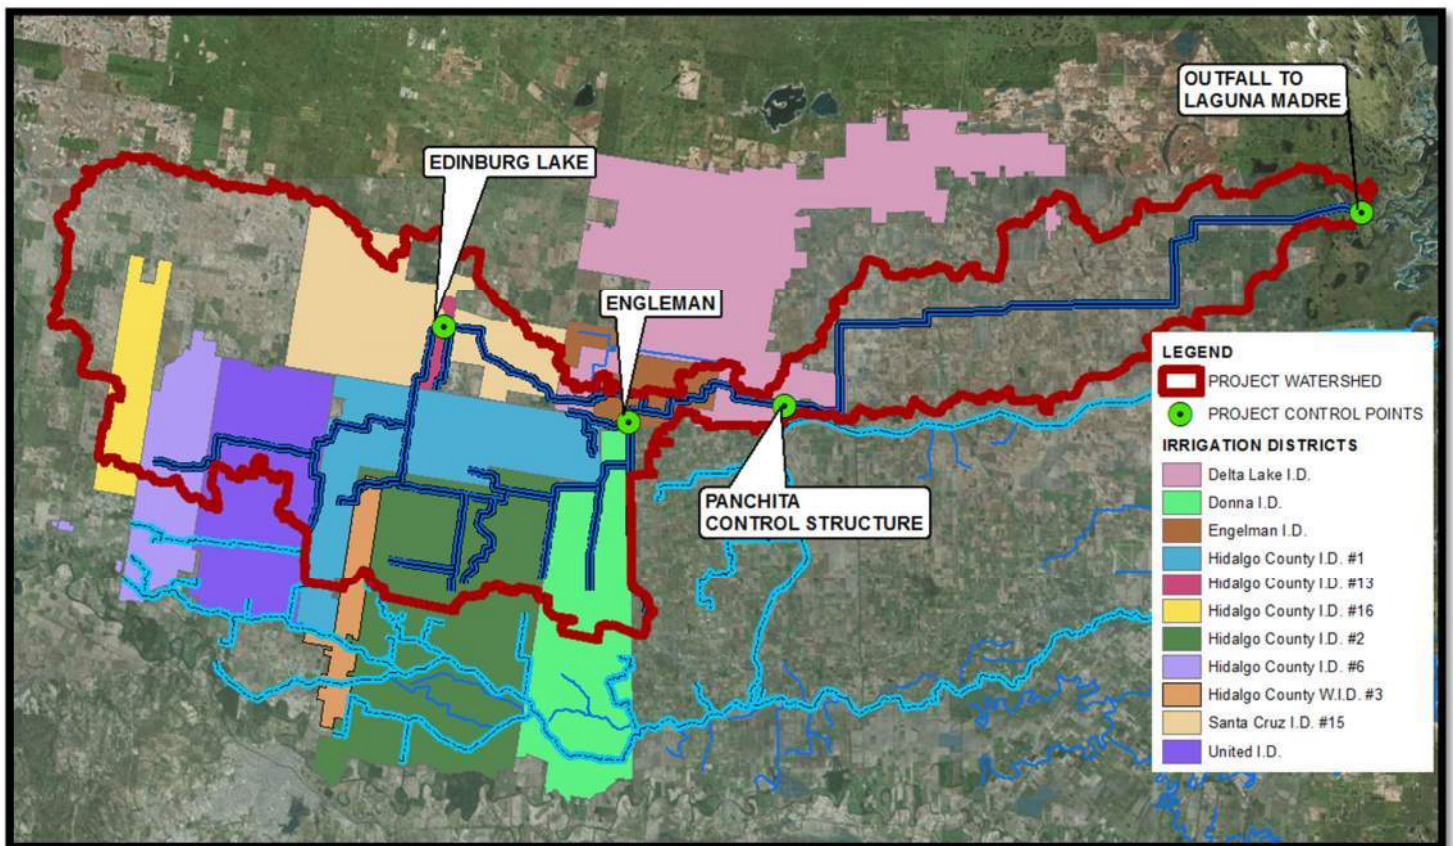 OUTFALL TO
LAGUNA MADRE
EDINBURG LAKE
ENGLEMAN
PANCHITA
CONTROL STRUCTURE
LEGEND
PROJECT WATERSHED
PROJECT CONTROL POINTS
IRRIGATION DISTRICTS
Delta Lake I.D.
Donna I.D.
Engelman I.D.
Hidalgo County I.D. #1
Hidalgo County I.D. #13
Hidalgo County I.D. #16
Hidalgo County I.D. #2
Hidalgo County I.D. #6
Hidalgo County W.I.D. #3
Santa Cruz I.D. #15
United I.D.